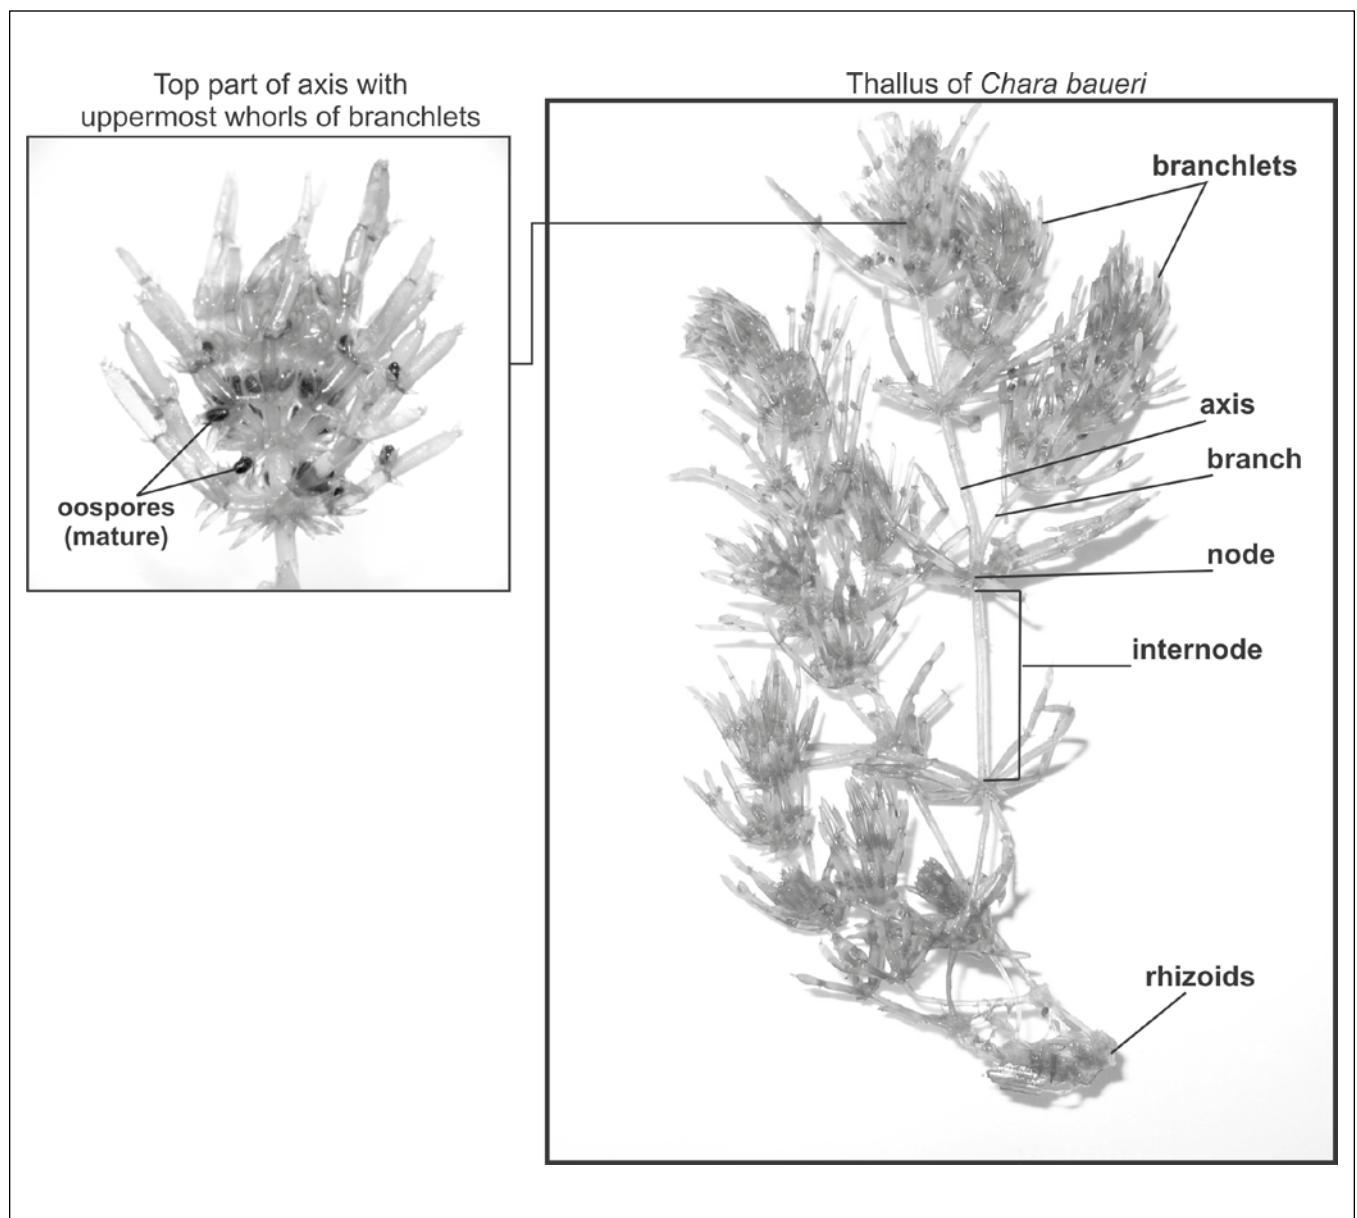 Top part of axis with
uppermost whorls of branchlets
oospores
(mature)
Thallus of Chara baueri
branchlets
axis
branch
node
internode
rhizoids